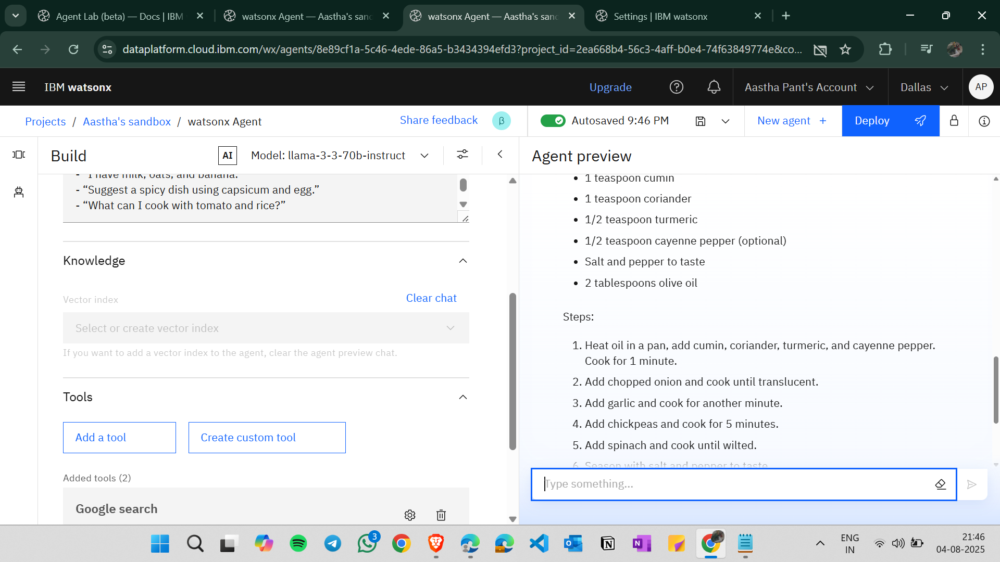 Agent Lab (beta) — Docs | IBM
watsonx Agent — Aastha's sand
watsonx Agent — Aastha's sand
Settings | IBM watsonx
dataplatform.cloud.ibm.com/wx/agents/8e89cf1a-5c46-4ede-86a5-b3434394efd3?project_id=2ea668b4-56c3-4aff-b0e4-74f63849774e&co...
IBM watsonx
Upgrade
Aastha Pant's Account
Dallas
AP
Projects / Aastha's sandbox / watsonx Agent
Share feedback
β
Autosaved 9:46 PM
New agent +
Deploy
Build
AI
Model: llama-3-3-70b-instruct
- "I have milk, oats, and banana."
- “Suggest a spicy dish using capsicum and egg.”
- “What can I cook with tomato and rice?”
Knowledge
Vector index
Clear chat
Select or create vector index
If you want to add a vector index to the agent, clear the agent preview chat.
Tools
Add a tool
Create custom tool
Added tools (2)
Google search
Agent preview
• 1 teaspoon cumin
• 1 teaspoon coriander
• 1/2 teaspoon turmeric
• 1/2 teaspoon cayenne pepper (optional)
• Salt and pepper to taste
• 2 tablespoons olive oil
Steps:
1. Heat oil in a pan, add cumin, coriander, turmeric, and cayenne pepper.
Cook for 1 minute.
2. Add chopped onion and cook until translucent.
3. Add garlic and cook for another minute.
4. Add chickpeas and cook for 5 minutes.
5. Add spinach and cook until wilted.
6. Season with salt and pepper to taste
Type something...
3
ENG
IN
21:46
04-08-2025